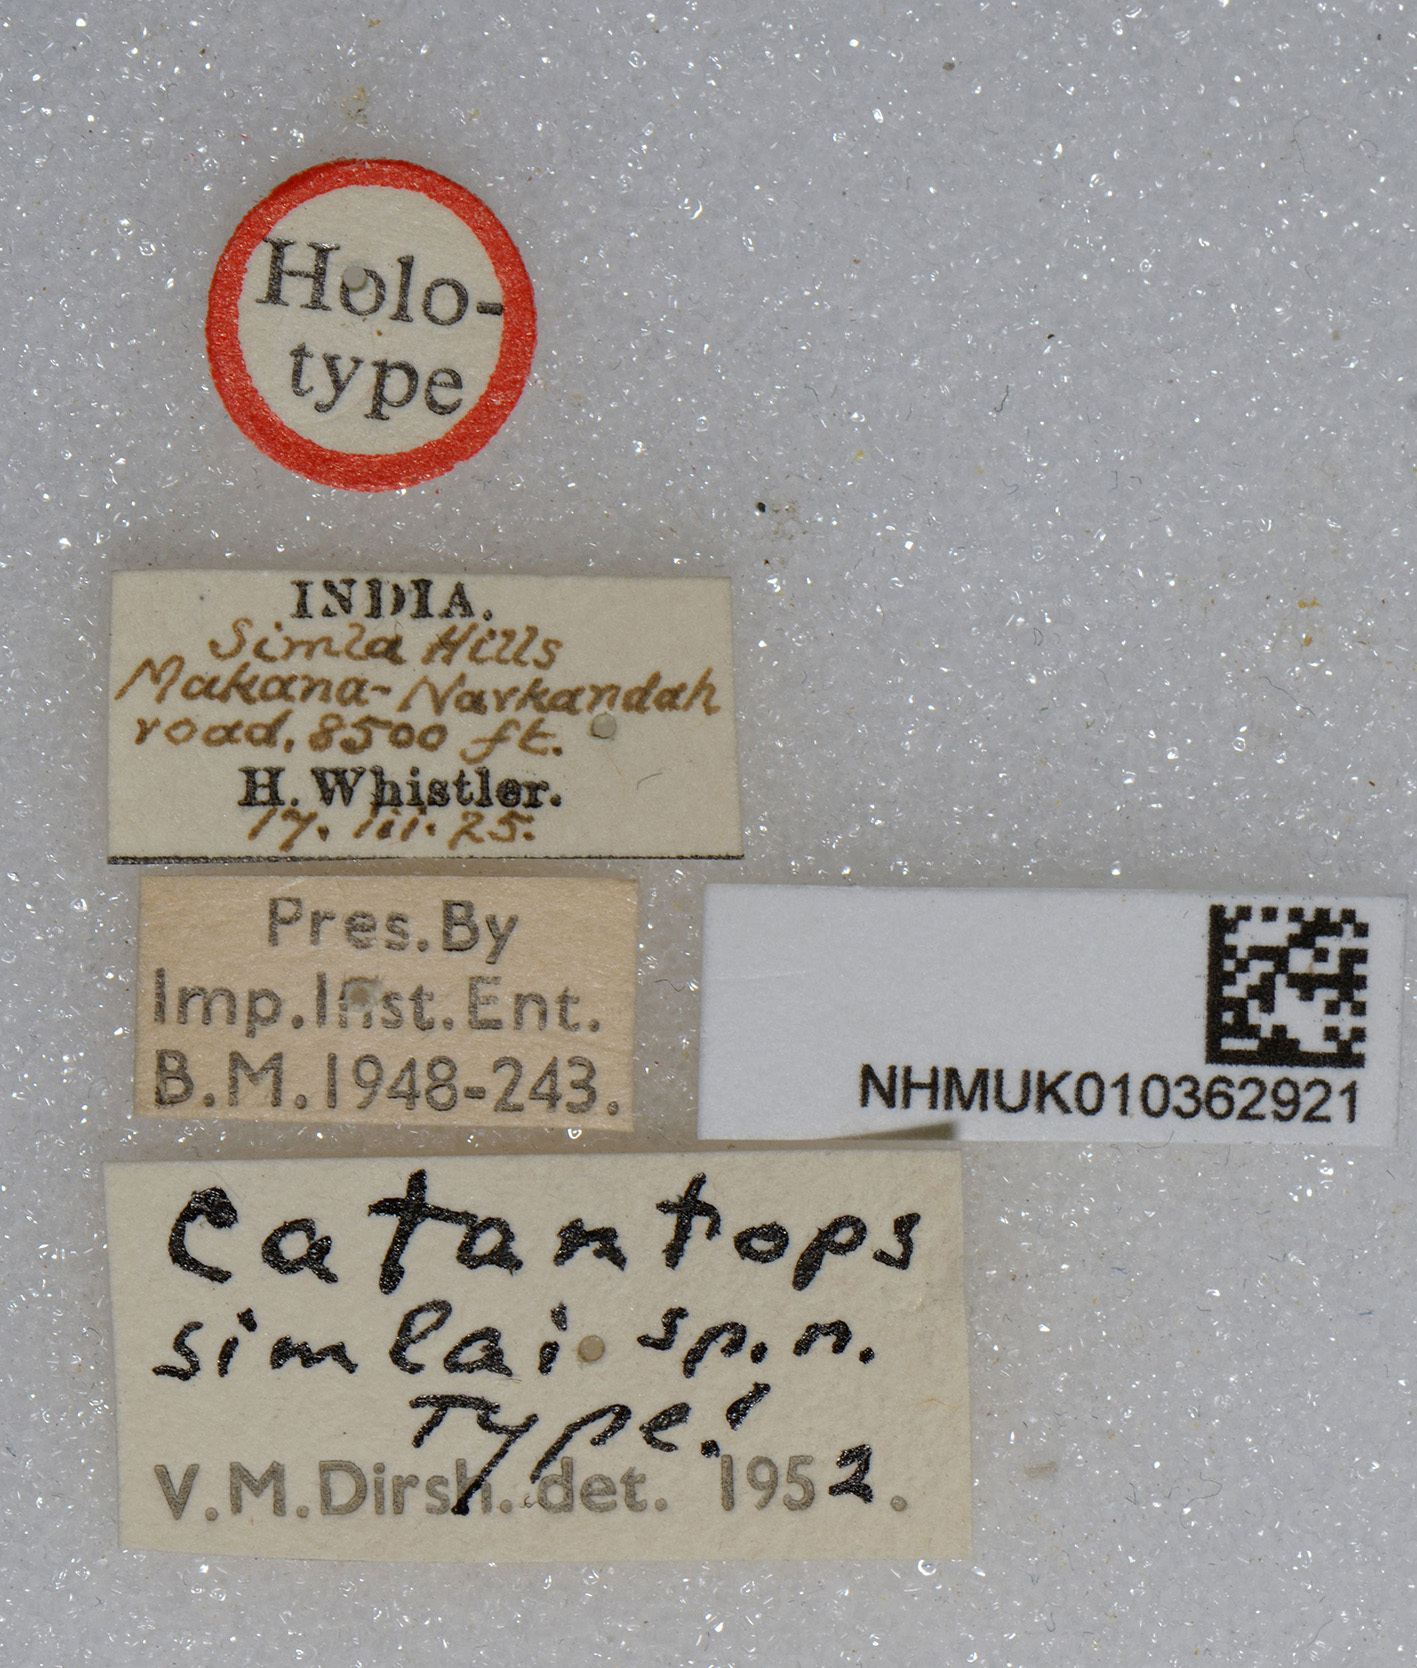 Holo-
type
INDIA.
Simla Hills
Makana-Narkandah
road. 8500 ft.
H. Whistler.
17. iii. 25.
Pres. By
Imp. Inst. Ent.
B.M. 1948-243.
NHMUK010362921
Catantops
simlai sp. n.
Type!
V. M. Dirsh. det. 1952.